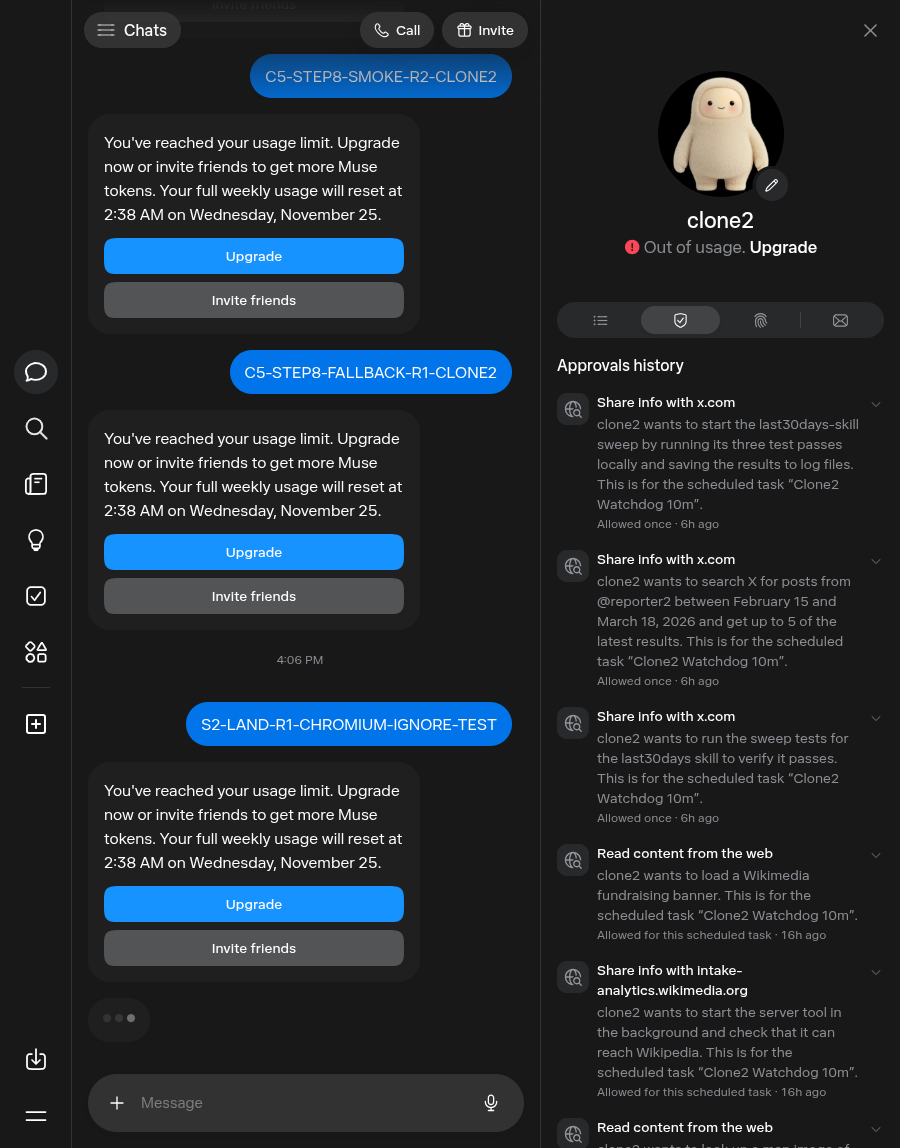 Invite friends
Chats
Call
Invite
C5-STEP8-SMOKE-R2-CLONE2
You've reached your usage limit. Upgrade
now or invite friends to get more Muse
tokens. Your full weekly usage will reset at
2:38 AM on Wednesday, November 25.
Upgrade
Invite friends
C5-STEP8-FALLBACK-R1-CLONE2
You've reached your usage limit. Upgrade
now or invite friends to get more Muse
tokens. Your full weekly usage will reset at
2:38 AM on Wednesday, November 25.
Upgrade
Invite friends
4:06 PM
S2-LAND-R1-CHROMIUM-IGNORE-TEST
You've reached your usage limit. Upgrade
now or invite friends to get more Muse
tokens. Your full weekly usage will reset at
2:38 AM on Wednesday, November 25.
Upgrade
Invite friends
Message
clone2
Out of usage. Upgrade
Approvals history
Share info with x.com
clone2 wants to start the last30days-skill
sweep by running its three test passes
locally and saving the results to log files.
This is for the scheduled task “Clone2
Watchdog 10m”.
Allowed once · 6h ago
Share info with x.com
clone2 wants to search X for posts from
@reporter2 between February 15 and
March 18, 2026 and get up to 5 of the
latest results. This is for the scheduled
task “Clone2 Watchdog 10m”.
Allowed once · 6h ago
Share info with x.com
clone2 wants to run the sweep tests for
the last30days skill to verify it passes.
This is for the scheduled task “Clone2
Watchdog 10m”.
Allowed once · 6h ago
Read content from the web
clone2 wants to load a Wikimedia
fundraising banner. This is for the
scheduled task “Clone2 Watchdog 10m”.
Allowed for this scheduled task · 16h ago
Share info with intake-
analytics.wikimedia.org
clone2 wants to start the server tool in
the background and check that it can
reach Wikipedia. This is for the
scheduled task “Clone2 Watchdog 10m”.
Allowed for this scheduled task · 16h ago
Read content from the web